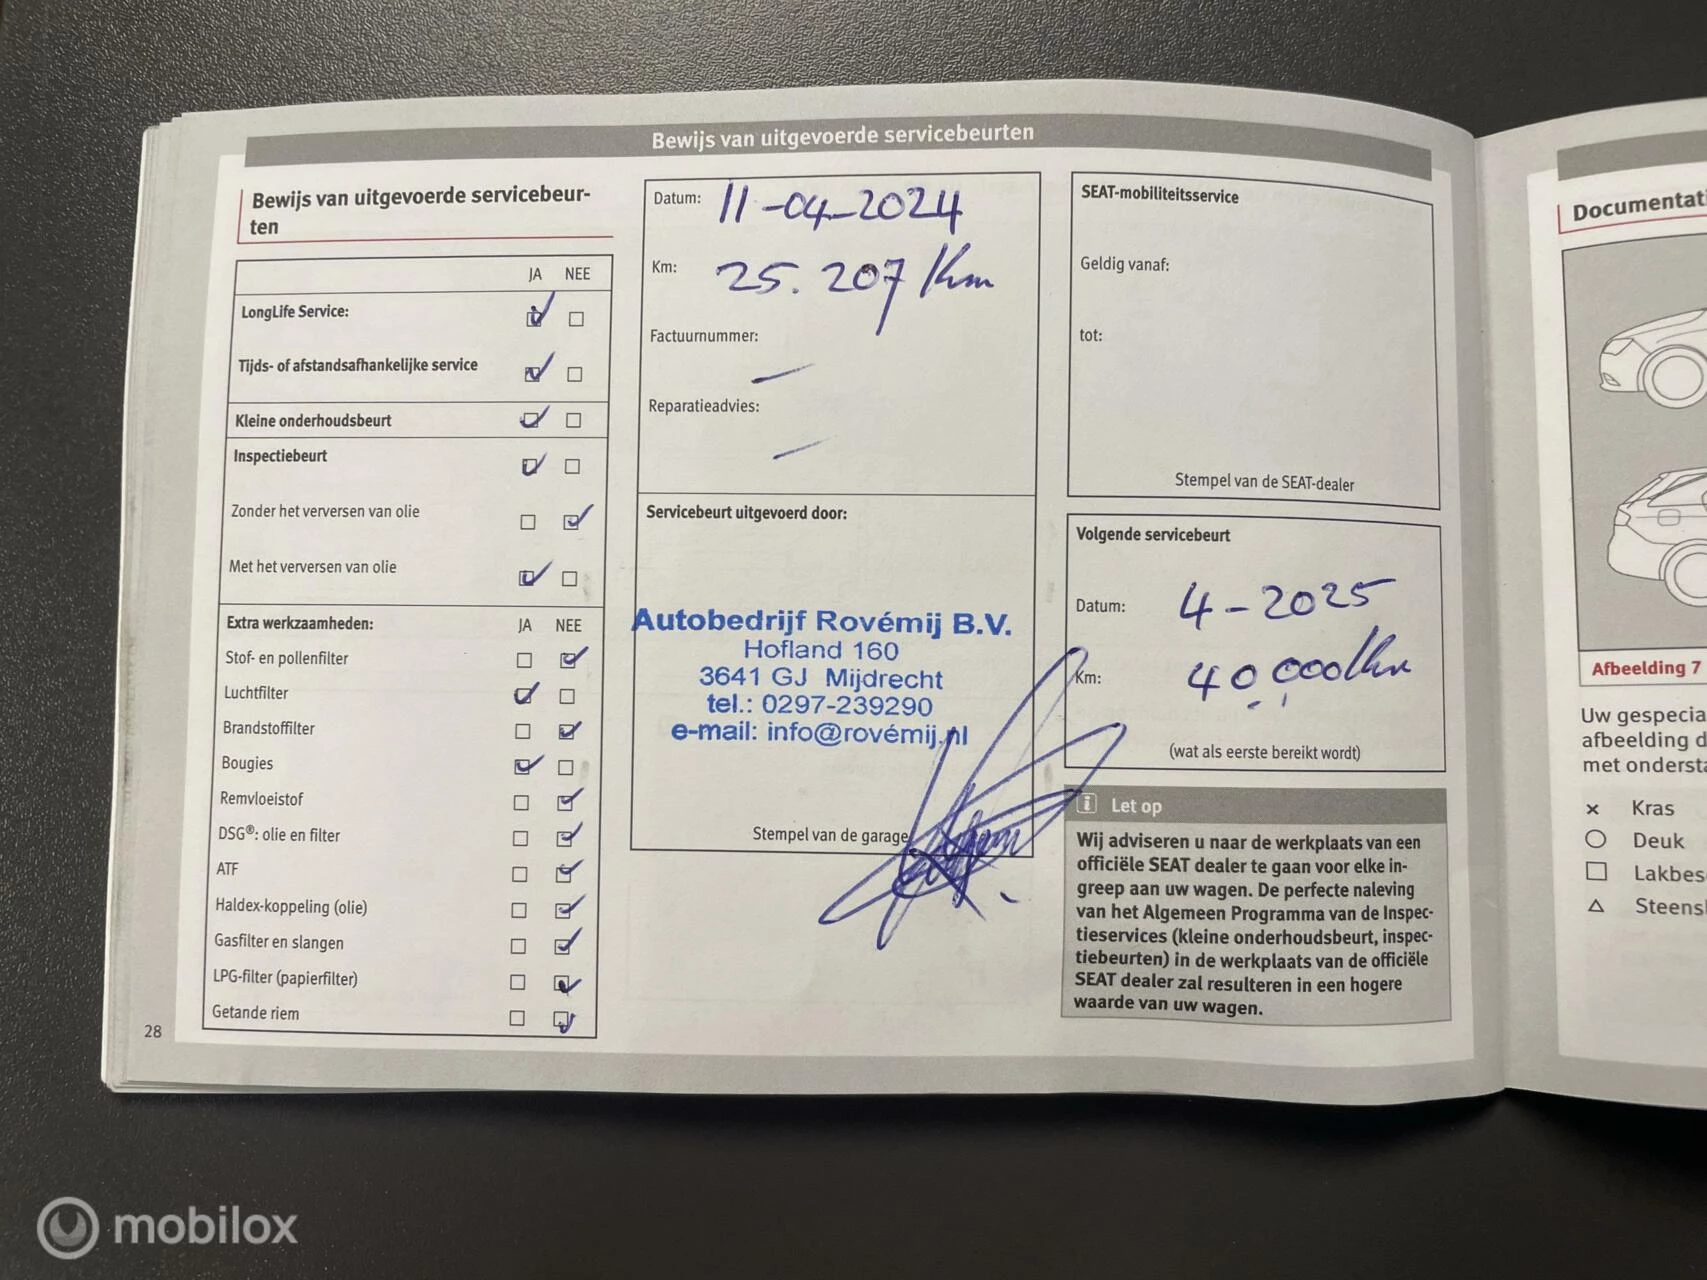 Bewijs van uitgevoerde servicebeurten
Bewijs van uitgevoerde servicebeur-
ten
JA NEE
LongLife Service:
Tijds- of afstandsafhankelijke service
Kleine onderhoudsbeurt
Inspectiebeurt
Zonder het verversen van olie
Met het verversen van olie
Extra werkzaamheden: JA NEE
Stof- en pollenfilter
Luchtfilter
Brandstoffilter
Bougies
Remvloeistof
DSG®: olie en filter
ATF
Haldex-koppeling (olie)
Gasfilter en slangen
LPG-filter (papierfilter)
Getande riem
28
Datum: 11-04-2024
Km: 25.207 Km
Factuurnummer: —
Reparatieadvies: —
Servicebeurt uitgevoerd door:
Autobedrijf Rovémij B.V.
Hofland 160
3641 GJ Mijdrecht
tel.: 0297-239290
e-mail: info@rovémij.nl
Stempel van de garage
SEAT-mobiliteitsservice
Geldig vanaf:
tot:
Stempel van de SEAT-dealer
Volgende servicebeurt
Datum: 4-2025
Km: 40.000 Km
(wat als eerste bereikt wordt)
i Let op
Wij adviseren u naar de werkplaats van een
officiële SEAT dealer te gaan voor elke in-
greep aan uw wagen. De perfecte naleving
van het Algemeen Programma van de Inspec-
tieservices (kleine onderhoudsbeurt, inspec-
tiebeurten) in de werkplaats van de officiële
SEAT dealer zal resulteren in een hogere
waarde van uw wagen.
Documentati
Afbeelding 7
Uw gespecia
afbeelding d
met ondersta
× Kras
○ Deuk
□ Lakbes
△ Steensl
mobilox